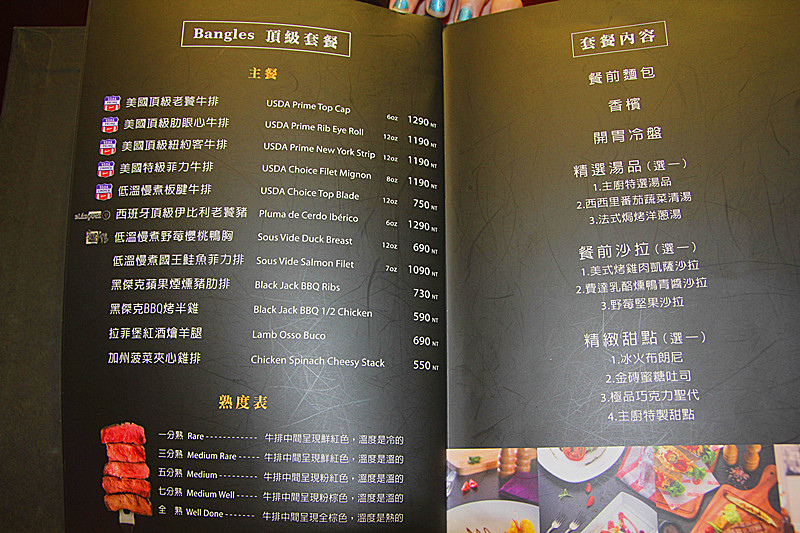 Bangles 頂級套餐
主餐
美國頂級老饕牛排 USDA Prime Top Cap 6oz 1290 NT
美國頂級肋眼心牛排 USDA Prime Rib Eye Roll 12oz 1190 NT
美國頂級紐約客牛排 USDA Prime New York Strip 12oz 1190 NT
美國特級菲力牛排 USDA Choice Filet Mignon 8oz 1190 NT
低溫慢煮板腱牛排 USDA Choice Top Blade 12oz 750 NT
西班牙頂級伊比利老饕豬 Pluma de Cerdo Ibérico 6oz 1290 NT
低溫慢煮野莓櫻桃鴨胸 Sous Vide Duck Breast 12oz 690 NT
低溫慢煮國王鮭魚菲力排 Sous Vide Salmon Filet 7oz 1090 NT
黑傑克蘋果煙燻豬肋排 Black Jack BBQ Ribs 730 NT
黑傑克BBQ烤半雞 Black Jack BBQ 1/2 Chicken 590 NT
拉菲堡紅酒燴羊腿 Lamb Osso Buco 690 NT
加州菠菜夾心雞排 Chicken Spinach Cheesy Stack 550 NT
熟度表
一分熟 Rare ------------ 牛排中間呈現鮮紅色，溫度是冷的
三分熟 Medium Rare ----- 牛排中間呈現鮮紅色，溫度是溫的
五分熟 Medium --------- 牛排中間呈現粉紅色，溫度是溫的
七分熟 Medium Well ----- 牛排中間呈現粉棕色，溫度是溫的
全 熟 Well Done ------- 牛排中間呈現全棕色，溫度是熱的
套餐內容
餐前麵包
香檳
開胃冷盤
精選湯品（選一）
1.主廚特選湯品
2.西西里番茄蔬菜清湯
3.法式焗烤洋蔥湯
餐前沙拉（選一）
1.美式烤雞肉凱薩沙拉
2.費達乳酪燻鴨青醬沙拉
3.野莓堅果沙拉
精緻甜點（選一）
1.冰火布朗尼
2.金磚蜜糖吐司
3.極品巧克力聖代
4.主廚特製甜點